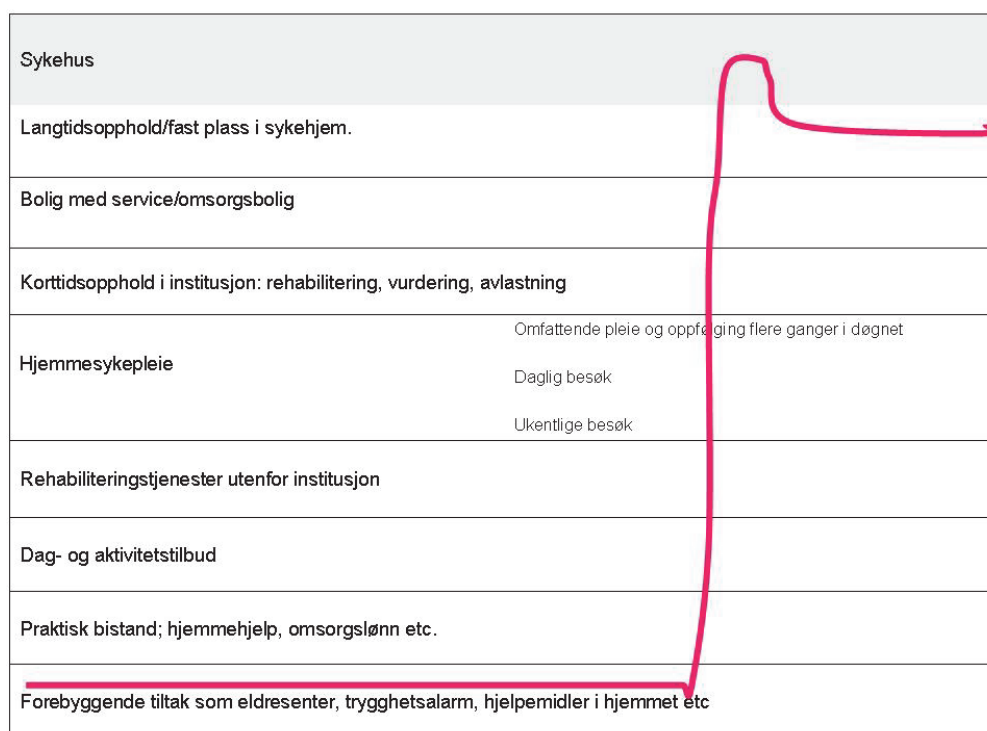 Sykehus
Langtidsopphold/fast plass i sykehjem.
Bolig med service/omsorgsbolig
Korttidsopphold i institusjon: rehabilitering, vurdering, avlastning
Omfattende pleie og oppfølging flere ganger i døgnet
Hjemmesykepleie
Daglig besøk
Ukentlige besøk
Rehabiliteringstjenester utenfor institusjon
Dag- og aktivitetstilbud
Praktisk bistand; hjemmehjelp, omsorgslønn etc.
Forebyggende tiltak som eldresenter, trygghetsalarm, hjelpemidler i hjemmet etc